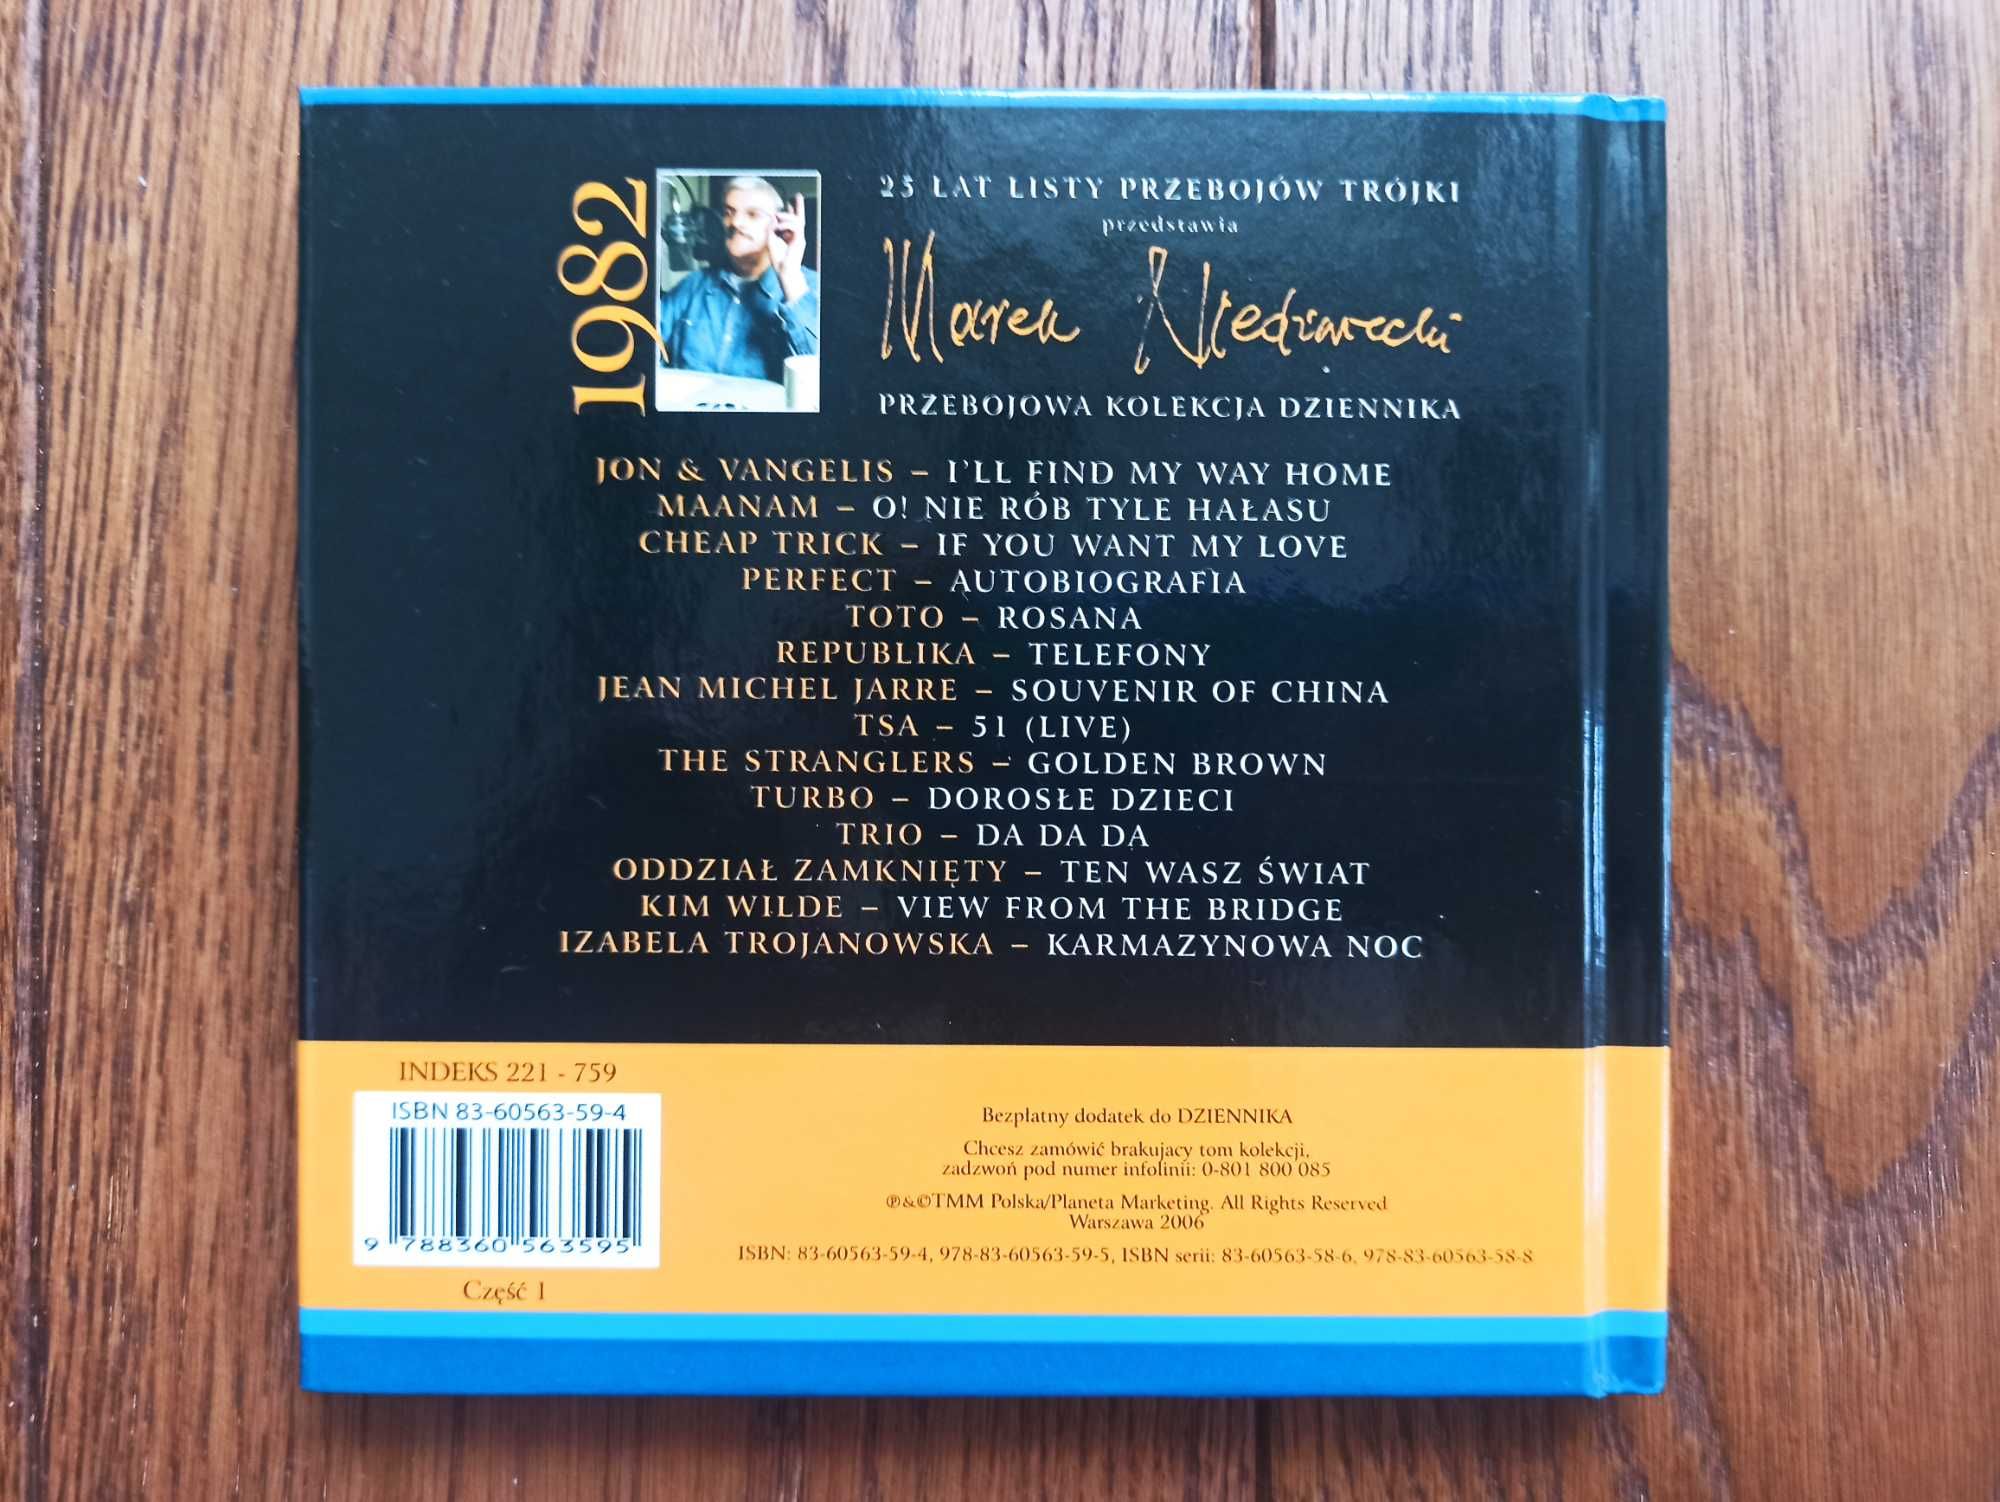 1982
25 LAT LISTY PRZEBOJÓW TRÓJKI
przedstawia
Marek Niedźwiecki
PRZEBOJOWA KOLEKCJA DZIENNIKA
JON & VANGELIS – I'LL FIND MY WAY HOME
MAANAM – O! NIE RÓB TYLE HAŁASU
CHEAP TRICK – IF YOU WANT MY LOVE
PERFECT – AUTOBIOGRAFIA
TOTO – ROSANA
REPUBLIKA – TELEFONY
JEAN MICHEL JARRE – SOUVENIR OF CHINA
TSA – 51 (LIVE)
THE STRANGLERS – GOLDEN BROWN
TURBO – DOROSŁE DZIECI
TRIO – DA DA DA
ODDZIAŁ ZAMKNIĘTY – TEN WASZ ŚWIAT
KIM WILDE – VIEW FROM THE BRIDGE
IZABELA TROJANOWSKA – KARMAZYNOWA NOC
INDEKS 221 - 759
ISBN 83-60563-59-4
9 788360 563595
Część 1
Bezpłatny dodatek do DZIENNIKA
Chcesz zamówić brakujacy tom kolekcji,
zadzwoń pod numer infolinii: 0-801 800 085
℗&©TMM Polska/Planeta Marketing. All Rights Reserved
Warszawa 2006
ISBN: 83-60563-59-4, 978-83-60563-59-5, ISBN serii: 83-60563-58-6, 978-83-60563-58-8